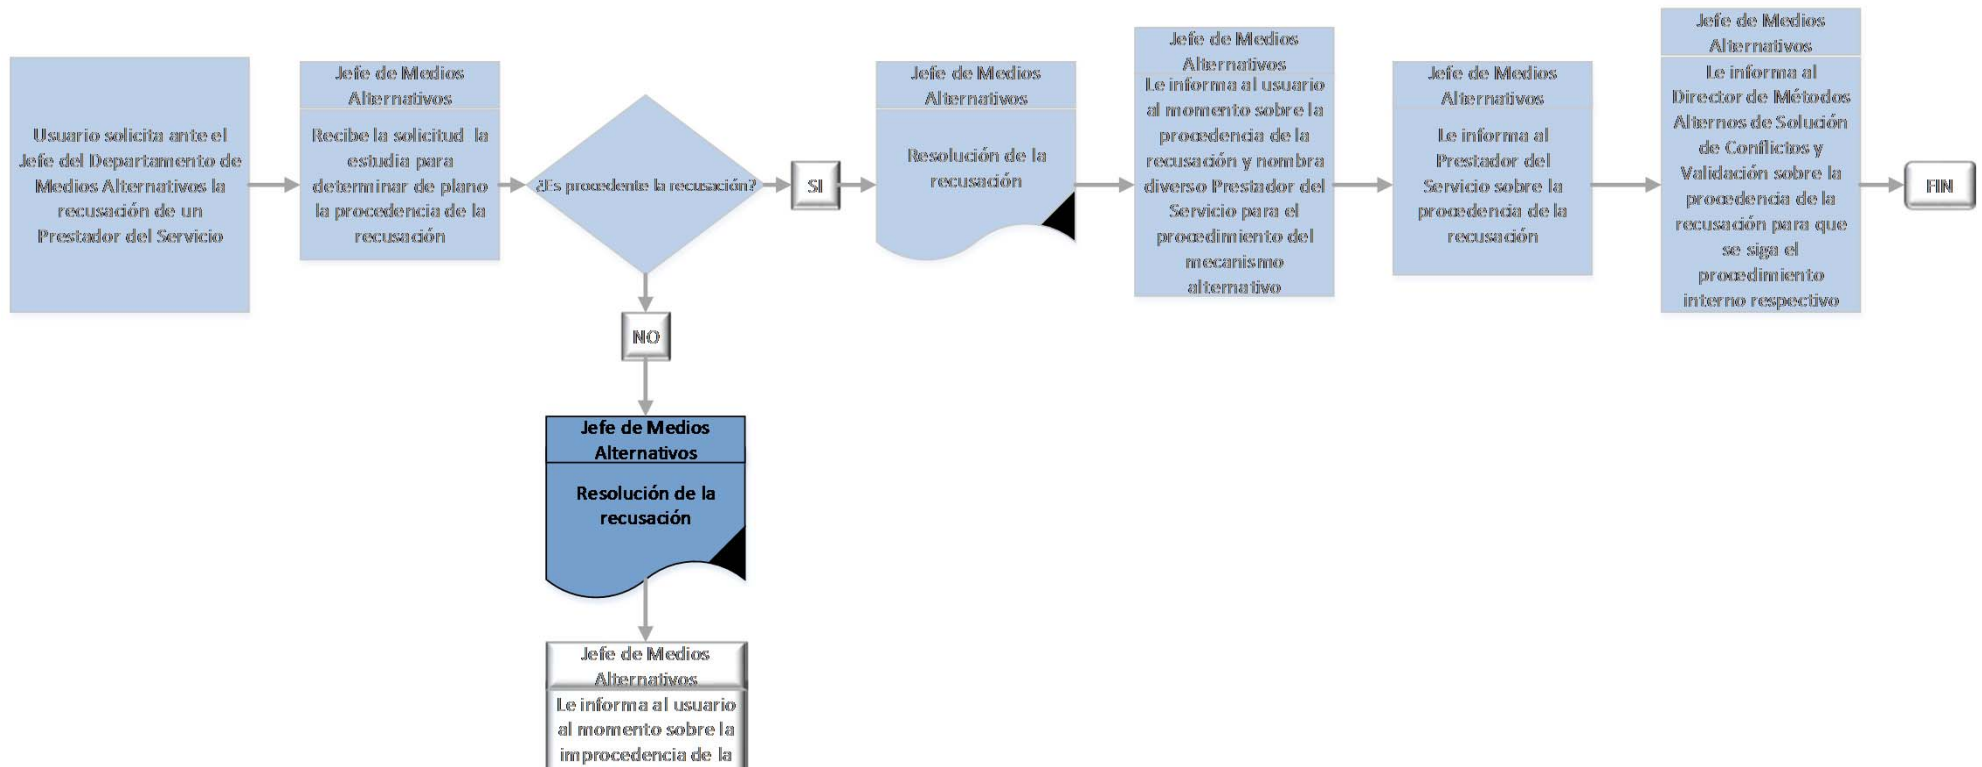 Usuario solicita ante el
Jefe del Departamento de
Medios Alternativos la
recusación de un
Prestador del Servicio
Jefe de Medios
Alternativos
Recibe la solicitud la
estudia para
determinar de plano
la procedencia de la
recusación
¿Es procedente la recusación?
SI
Jefe de Medios
Alternativos
Resolución de la
recusación
Jefe de Medios
Alternativos
Le informa al usuario
al momento sobre la
procedencia de la
recusación y nombra
diverso Prestador del
Servicio para el
procedimiento del
mecanismo
alternativo
Jefe de Medios
Alternativos
Le informa al
Prestador del
Servicio sobre la
procedencia de la
recusación
Jefe de Medios
Alternativos
Le informa al
Director de Métodos
Alternos de Solución
de Conflictos y
Validación sobre la
procedencia de la
recusación para que
se siga el
procedimiento
interno respectivo
FIN
NO
Jefe de Medios
Alternativos
Resolución de la
recusación
Jefe de Medios
Alternativos
Le informa al usuario
al momento sobre la
improcedencia de la